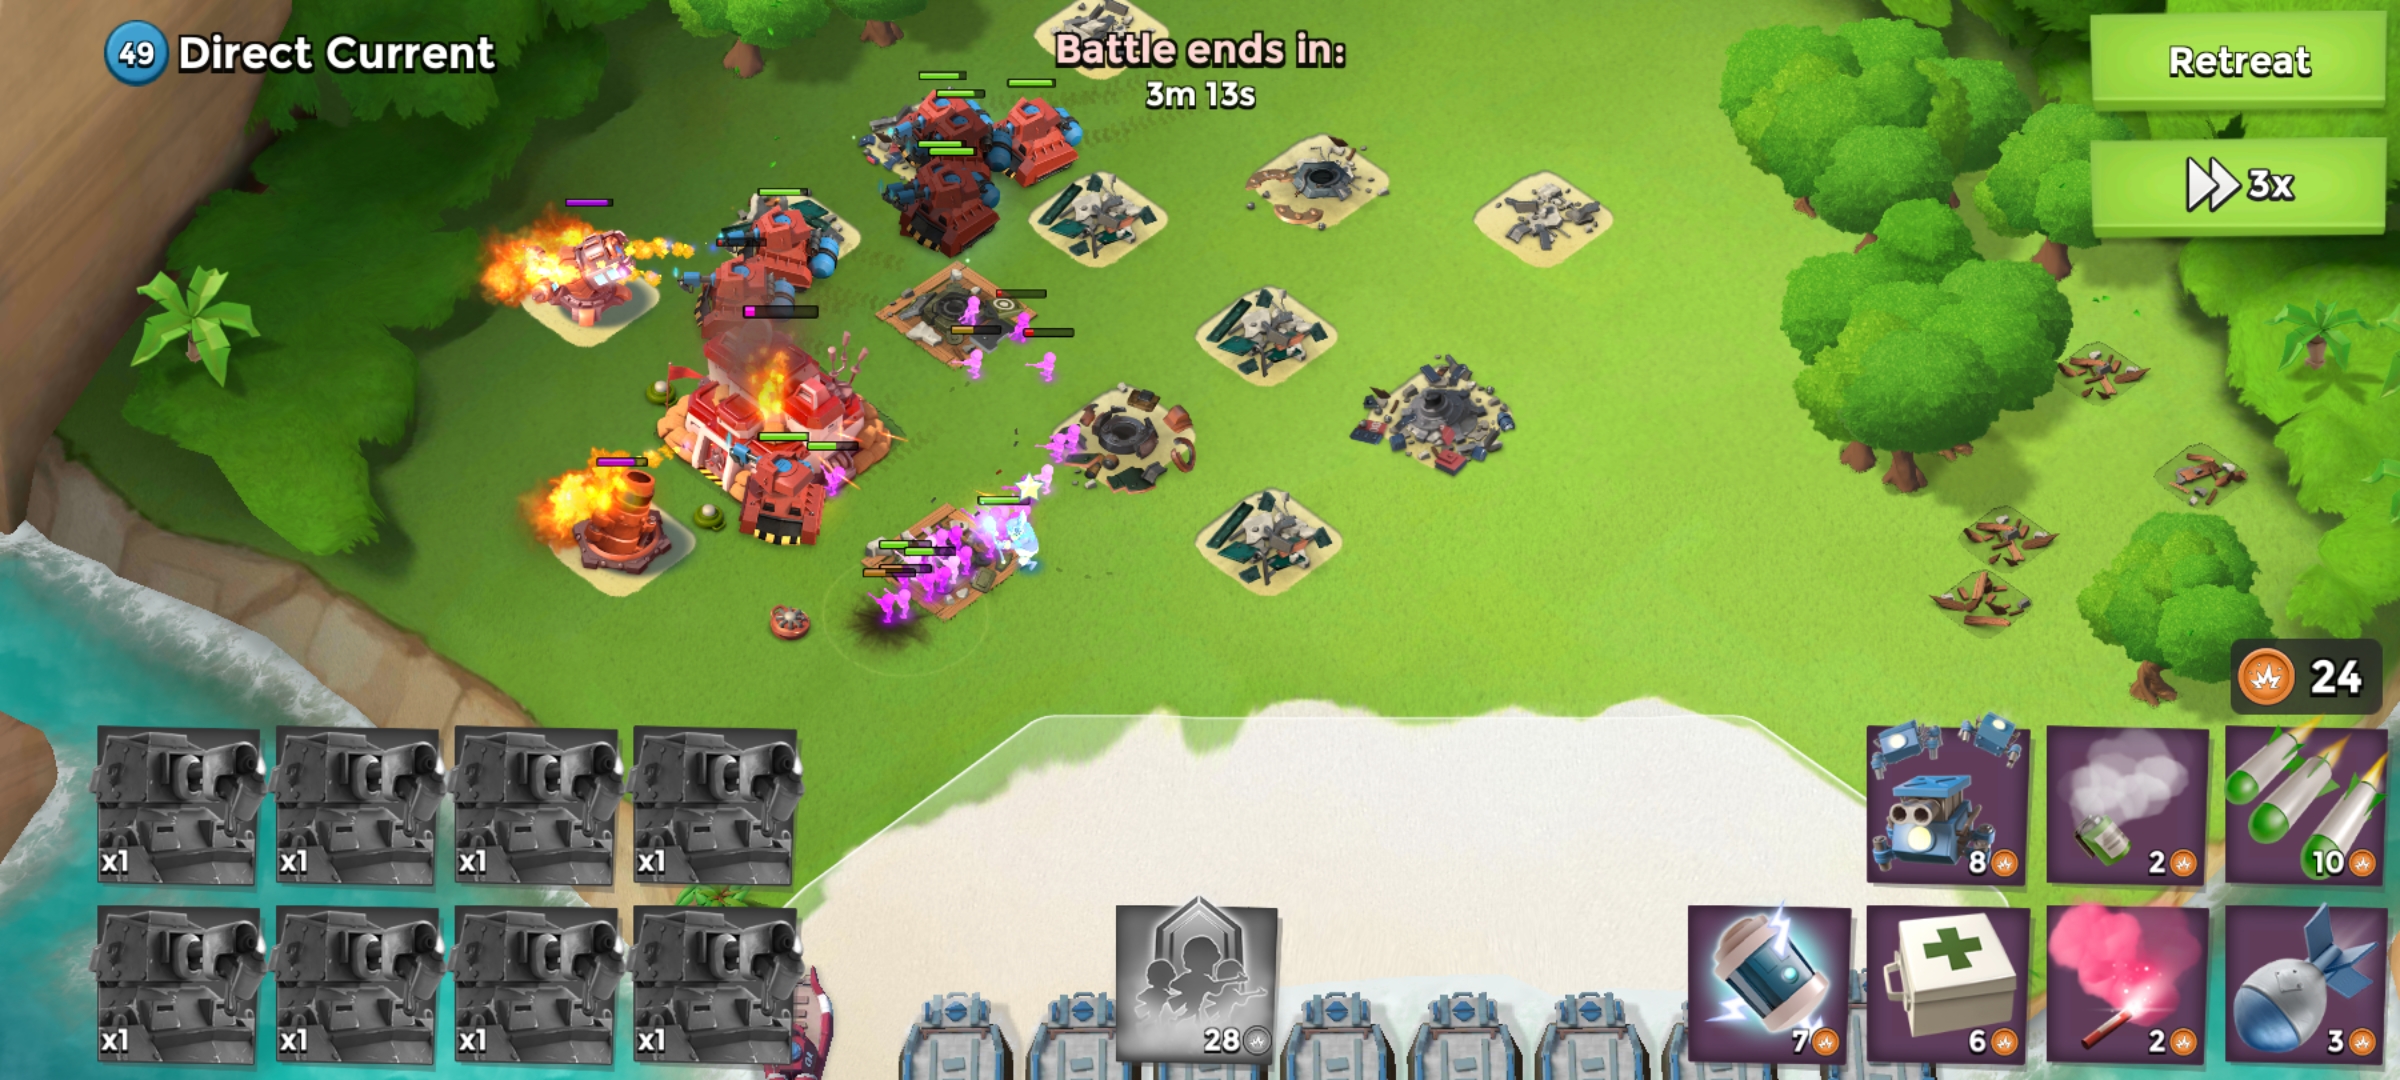 49 Direct Current
Battle ends in:
3m 13s
Retreat
3x
24
x1
x1
x1
x1
8
2
10
x1
x1
x1
x1
28
7
6
2
3